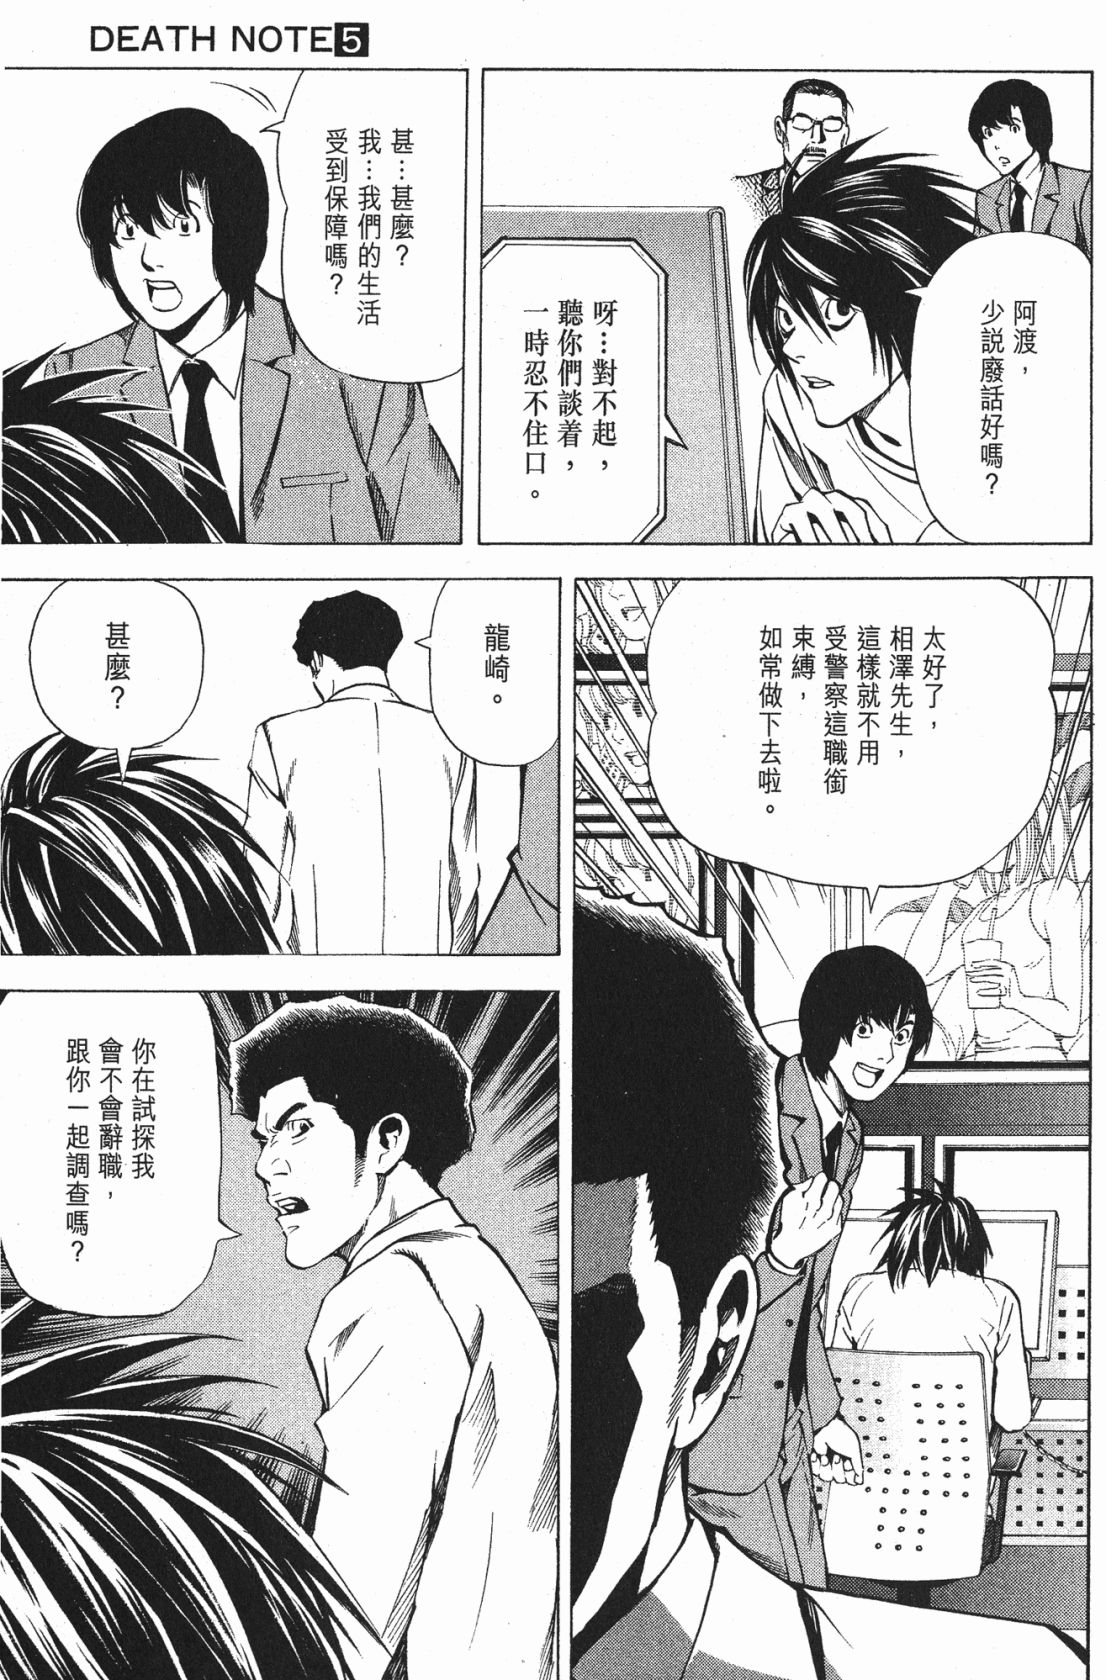 DEATH NOTE 5
阿渡，
少説廢話好嗎？
呀…對不起，
聽你們談着，
一時忍不住口。
甚…甚麼？
我…我們的生活
受到保障嗎？
太好了，
相澤先生，
這樣就不用
受警察這職銜
束縛，
如常做下去啦。
龍崎。
甚麼？
你在試探我
會不會辭職，
跟你一起調查嗎？